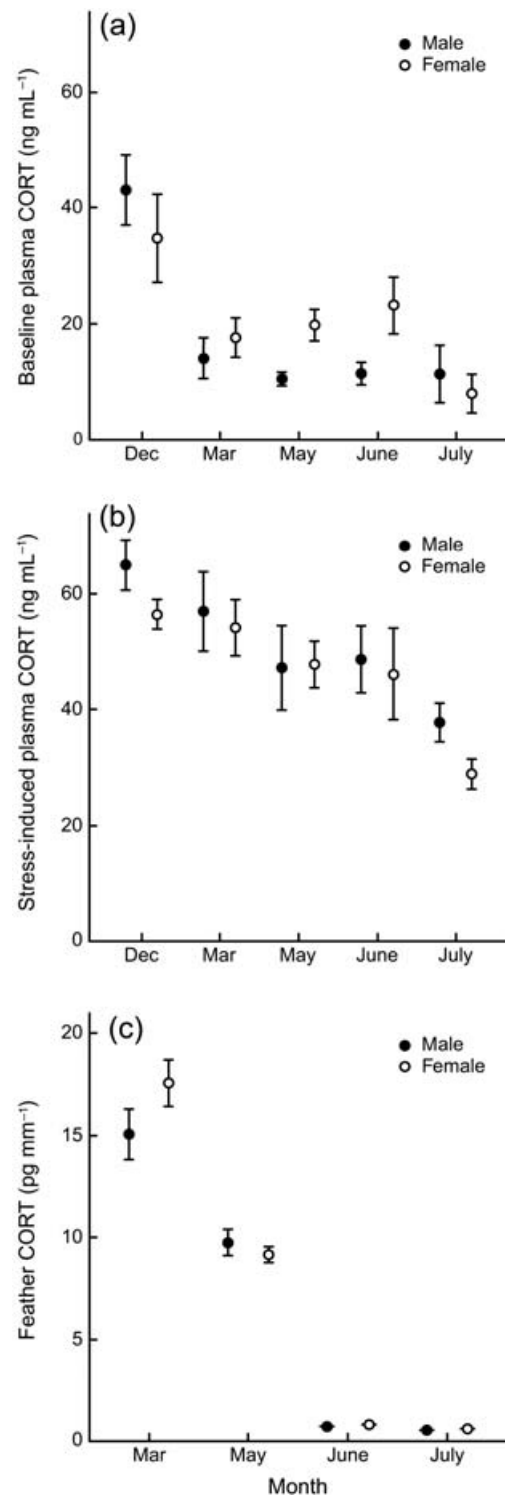 (a)
Male
Female
Baseline plasma CORT (ng mL⁻¹)
60
40
20
0
Dec Mar May June July
(b)
Male
Female
Stress-induced plasma CORT (ng mL⁻¹)
60
40
20
0
Dec Mar May June July
(c)
Male
Female
Feather CORT (pg mm⁻¹)
20
15
10
5
0
Mar May June July
Month